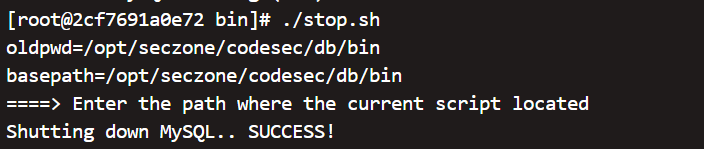 [root@2cf7691a0e72 bin]# ./stop.sh
oldpwd=/opt/seczone/codesec/db/bin
basepath=/opt/seczone/codesec/db/bin
====> Enter the path where the current script located
Shutting down MySQL.. SUCCESS!